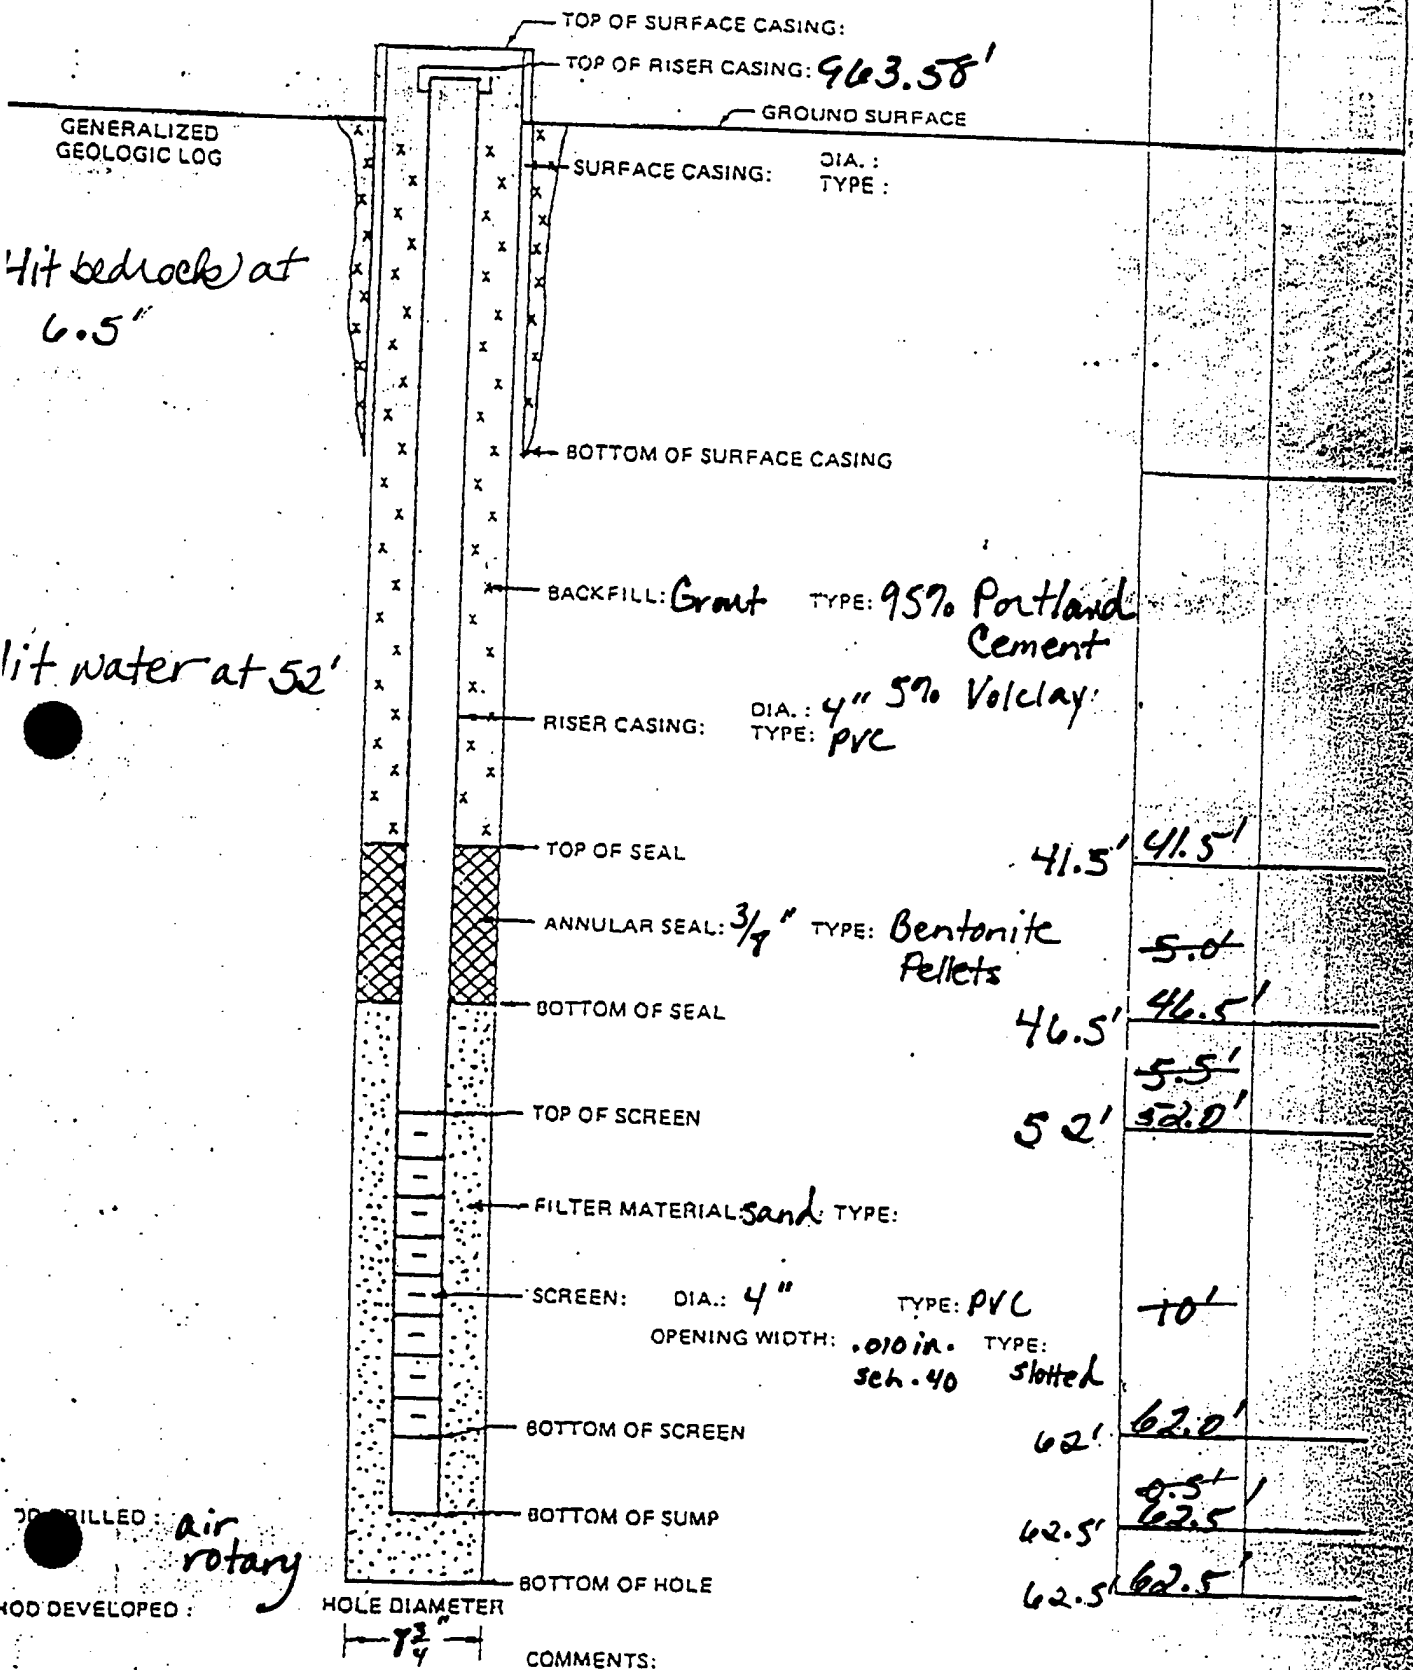 TOP OF SURFACE CASING:
TOP OF RISER CASING: 963.58'
GROUND SURFACE
GENERALIZED
GEOLOGIC LOG
SURFACE CASING: DIA. :
TYPE :
Hit bedrock at
6.5'
BOTTOM OF SURFACE CASING
BACKFILL: Grout TYPE: 95% Portland
Cement
5% Volclay
Hit water at 52'
RISER CASING: DIA. : 4"
TYPE: PVC
TOP OF SEAL 41.5' 41.5'
ANNULAR SEAL: 3/8" TYPE: Bentonite
Pellets
5.0'
BOTTOM OF SEAL 46.5' 46.5'
5.5'
TOP OF SCREEN 52' 52.0'
FILTER MATERIAL: sand TYPE:
SCREEN: DIA.: 4" TYPE: PVC 10'
OPENING WIDTH: .010 in. TYPE:
sch. 40 slotted
BOTTOM OF SCREEN 62' 62.0'
0.5'
BOTTOM OF SUMP 62.5' 62.5'
DRILLED : air
rotary
BOTTOM OF HOLE 62.5' 62.5'
HOD DEVELOPED :
HOLE DIAMETER
3/4"
COMMENTS: